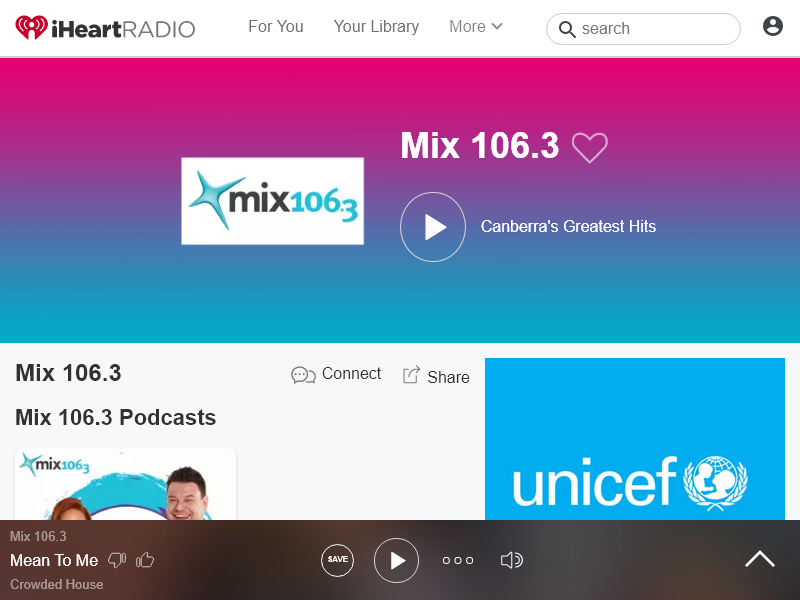 iHeartRADIO
For You
Your Library
More
search
Mix 106.3
mix106.3
Canberra's Greatest Hits
Mix 106.3
Connect
Share
Mix 106.3 Podcasts
mix106.3
unicef
Mix 106.3
Mean To Me
Crowded House
SAVE